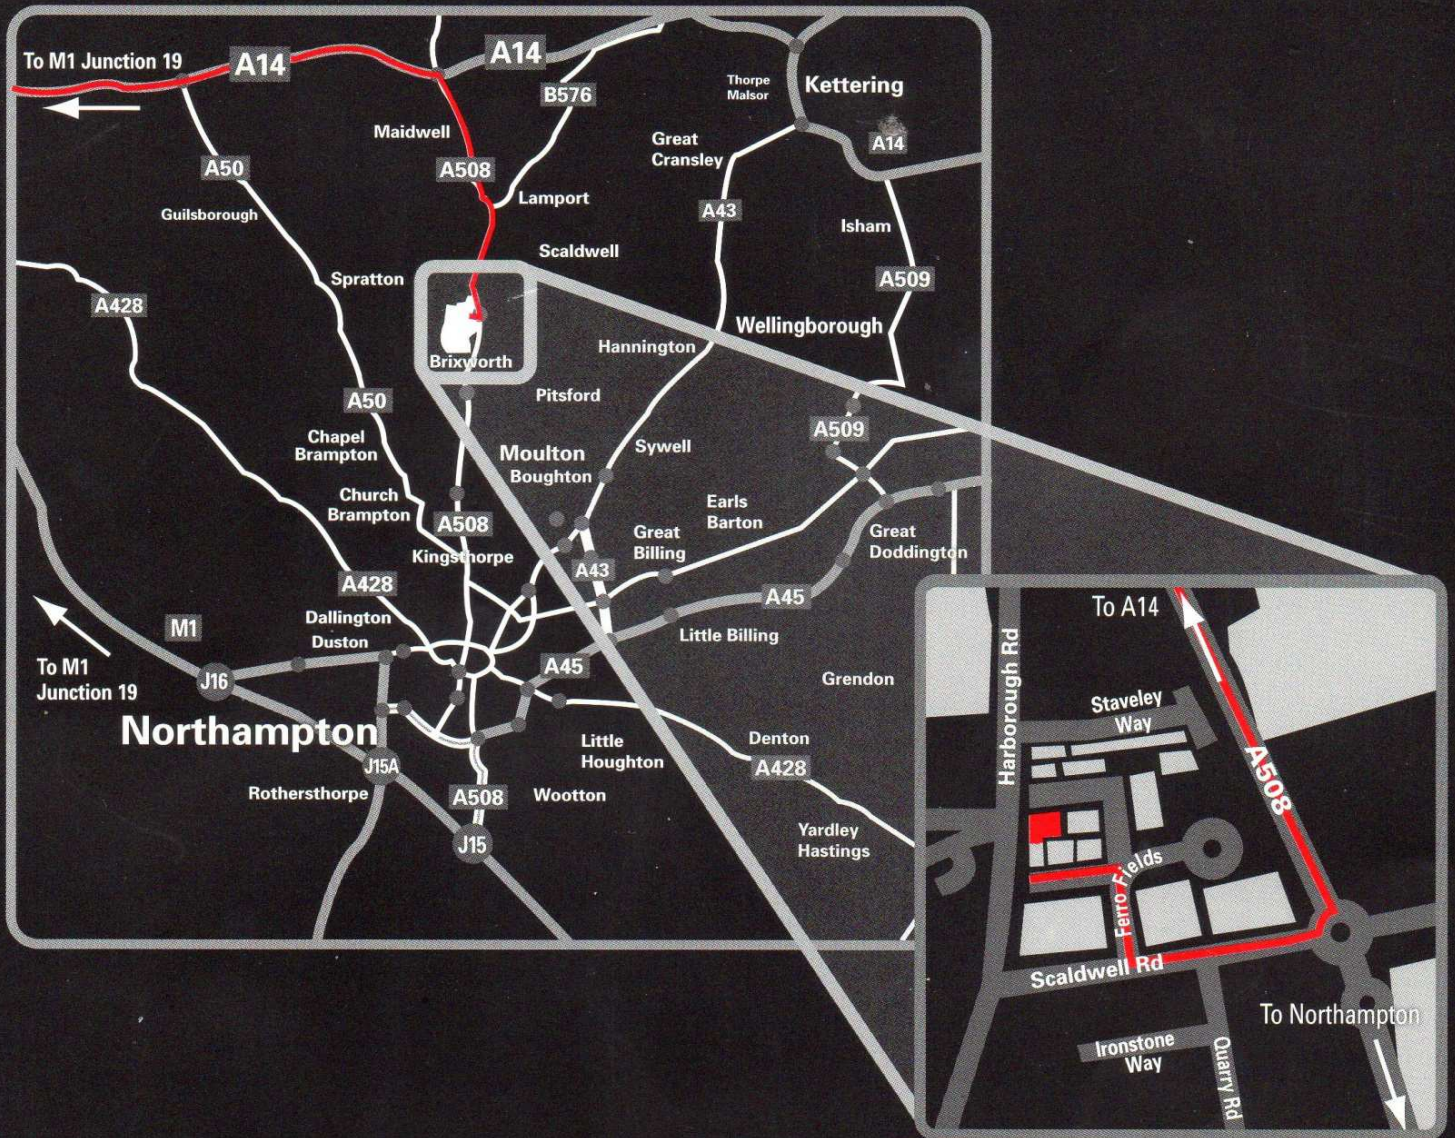 To M1 Junction 19
A14
A14
B576
Thorpe
Malsor
Kettering
A14
Maidwell
Great
Cransley
A508
A50
Lamport
Guilsborough
A43
Isham
Scaldwell
Spratton
A509
A428
Wellingborough
Hannington
Brixworth
Pitsford
A50
A509
Chapel
Brampton
Moulton
Boughton
Sywell
Church
Brampton
Earls
Barton
A508
Great
Billing
Great
Doddington
Kingsthorpe
A43
A428
A45
Dallington
Duston
M1
Little Billing
To M1
Junction 19
J16
A45
Grendon
Northampton
Little
Houghton
Denton
A428
J15A
Rothersthorpe
A508
Wootton
J15
Yardley
Hastings
To A14
Harborough Rd
Staveley
Way
A508
Ferro Fields
Scaldwell Rd
To Northampton
Ironstone
Way
Quarry Rd